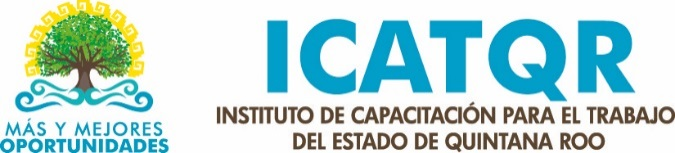 MÁS Y MEJORES
OPORTUNIDADES
ICATQR
INSTITUTO DE CAPACITACIÓN PARA EL TRABAJO
DEL ESTADO DE QUINTANA ROO